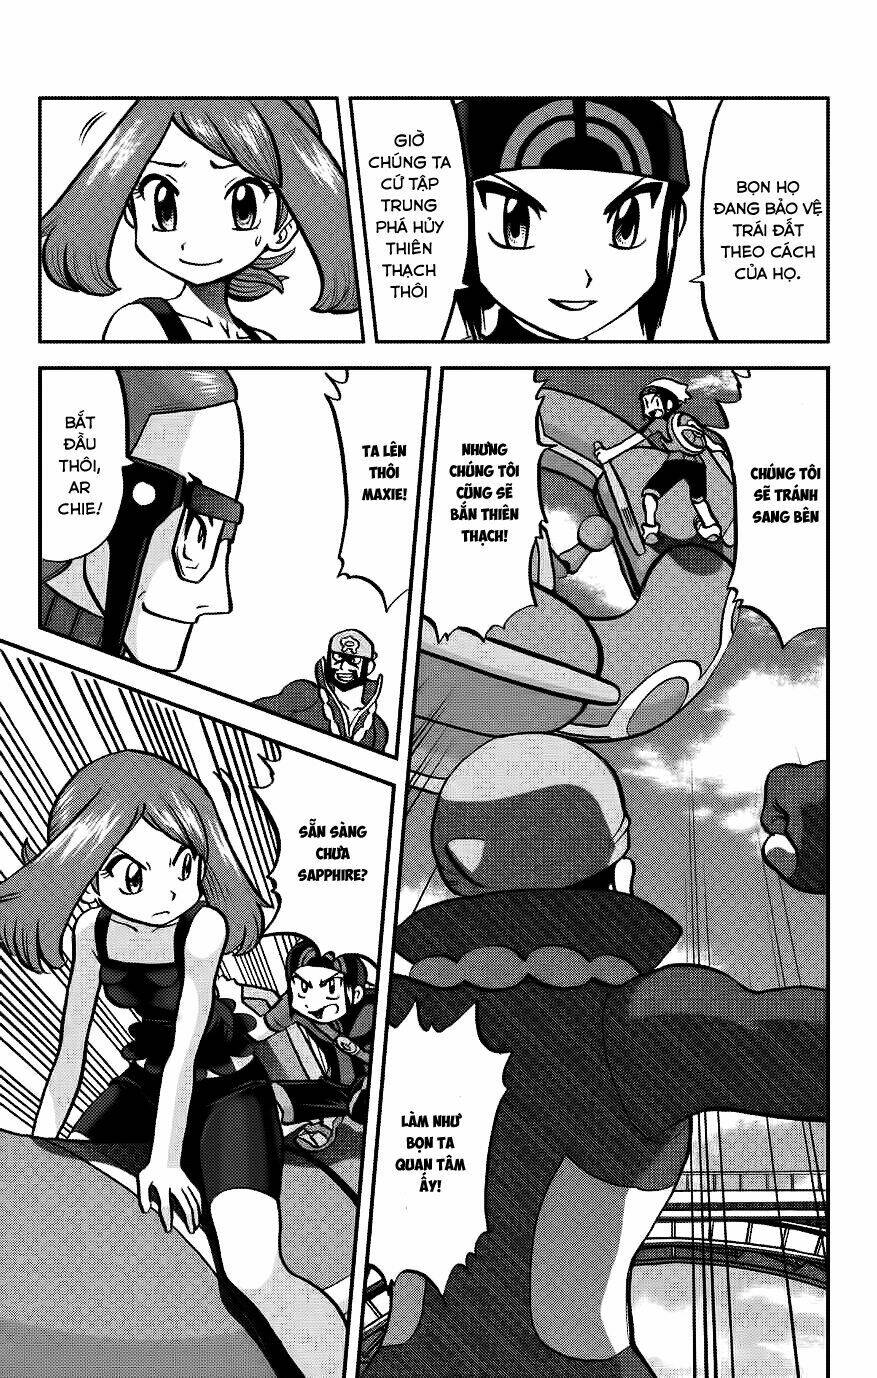 BỌN HỌ
ĐANG BẢO VỆ
TRÁI ĐẤT
THEO CÁCH
CỦA HỌ.
GIỜ
CHÚNG TA
CỨ TẬP
TRUNG
PHÁ HỦY
THIÊN
THẠCH
THÔI
CHÚNG TÔI
SẼ TRÁNH
SANG BÊN
NHƯNG
CHÚNG TÔI
CŨNG SẼ
BẮN THIÊN
THẠCH!
LÀM NHƯ
BỌN TA
QUAN TÂM
ẤY!
TA LÊN
THÔI
MAXIE!
BẮT
ĐẦU
THÔI,
AR
CHIE!
SẴN SÀNG
CHƯA
SAPPHIRE?